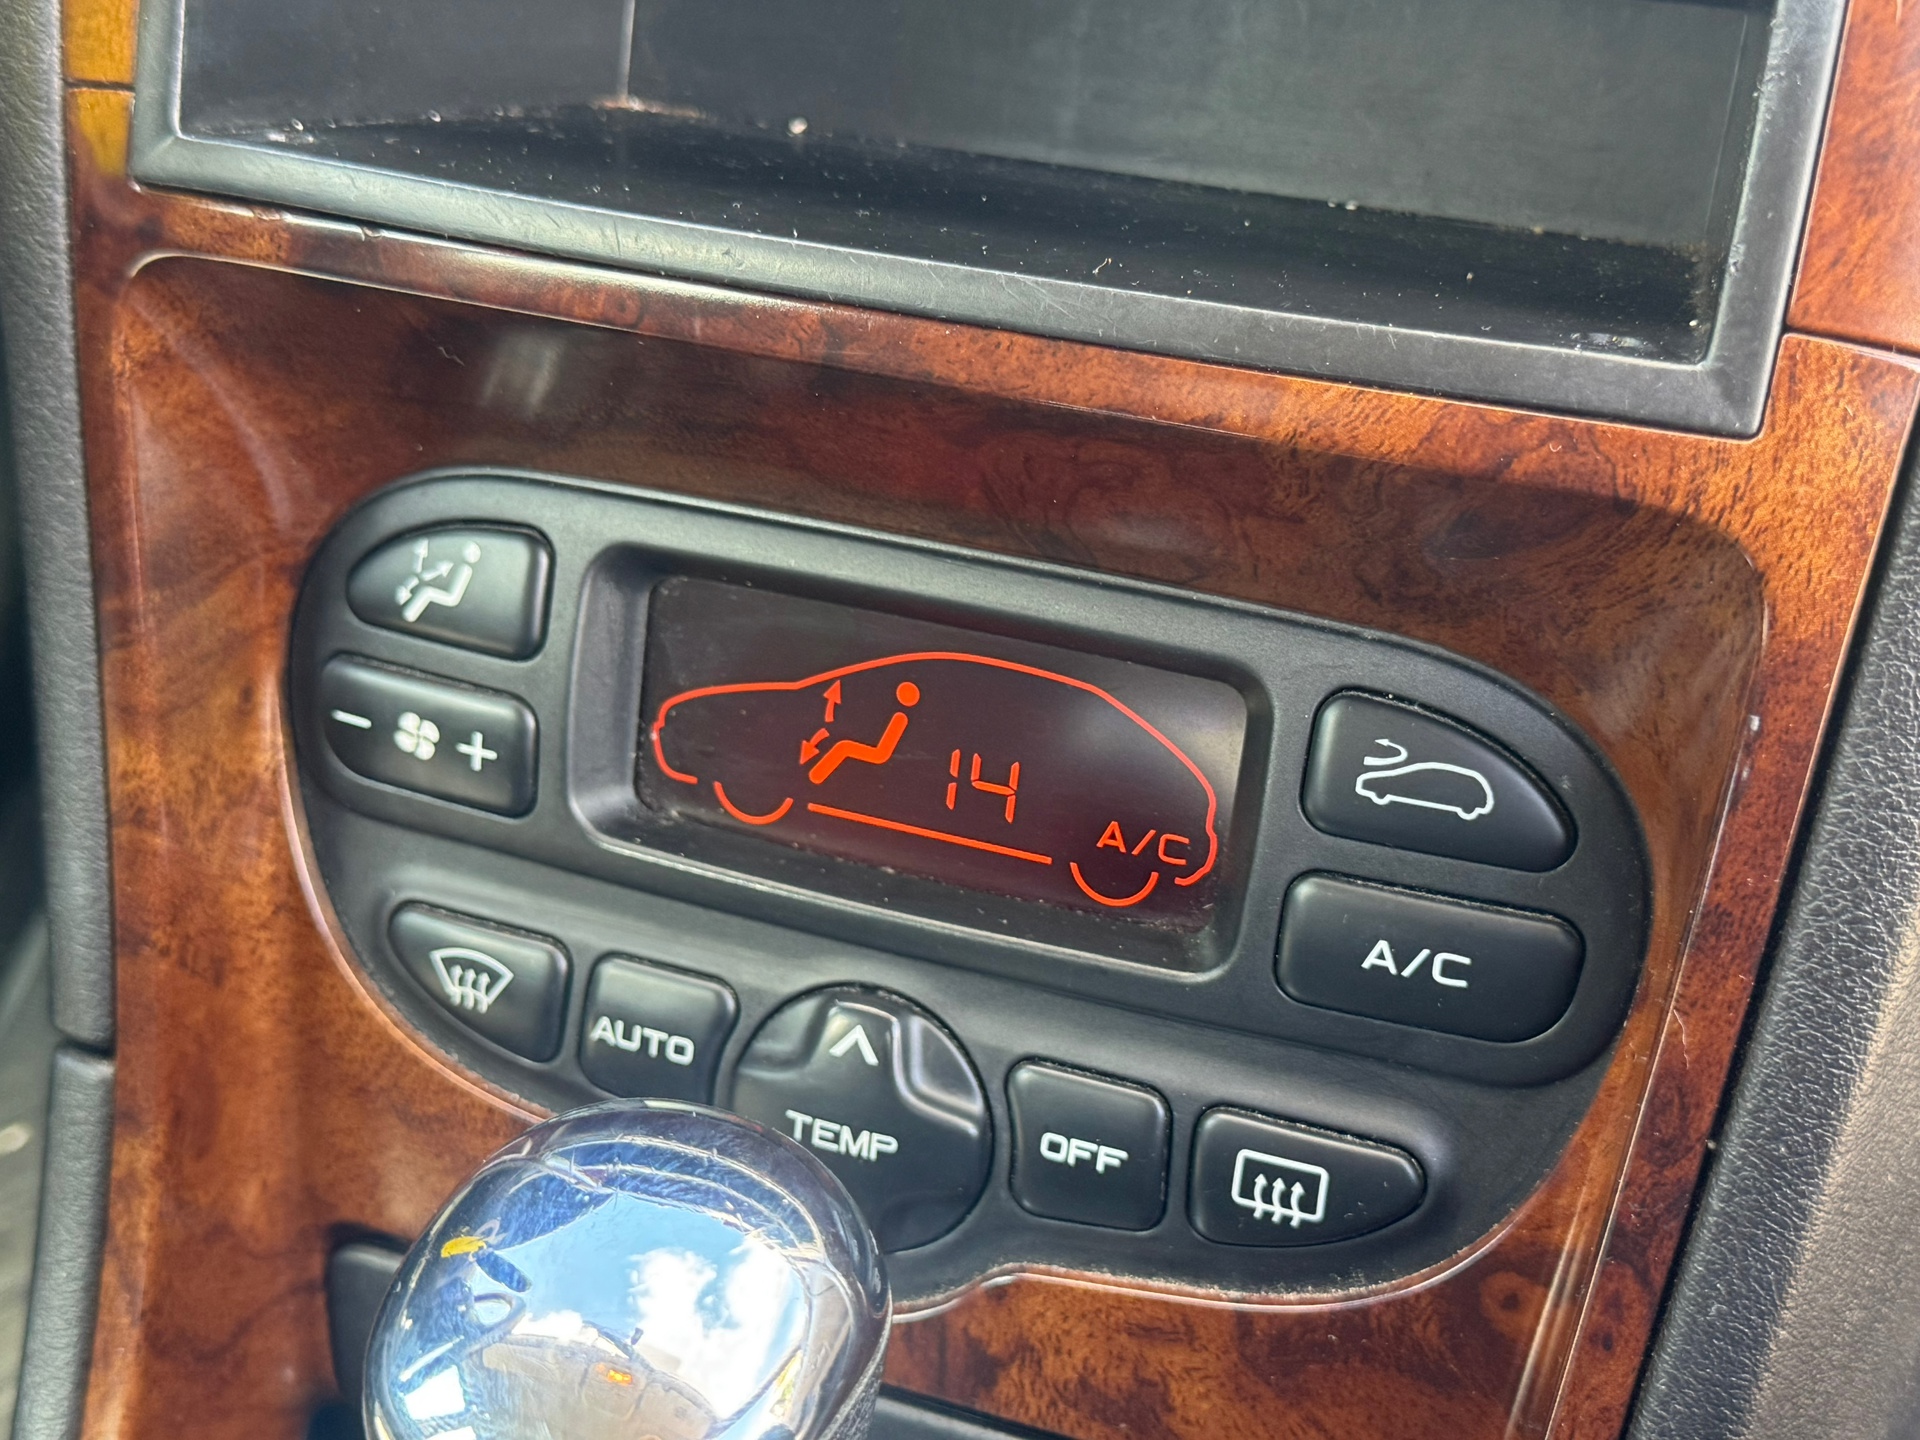 14
A/C
- +
A/C
AUTO
TEMP
OFF